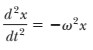 d²x/dt² = −ω²x